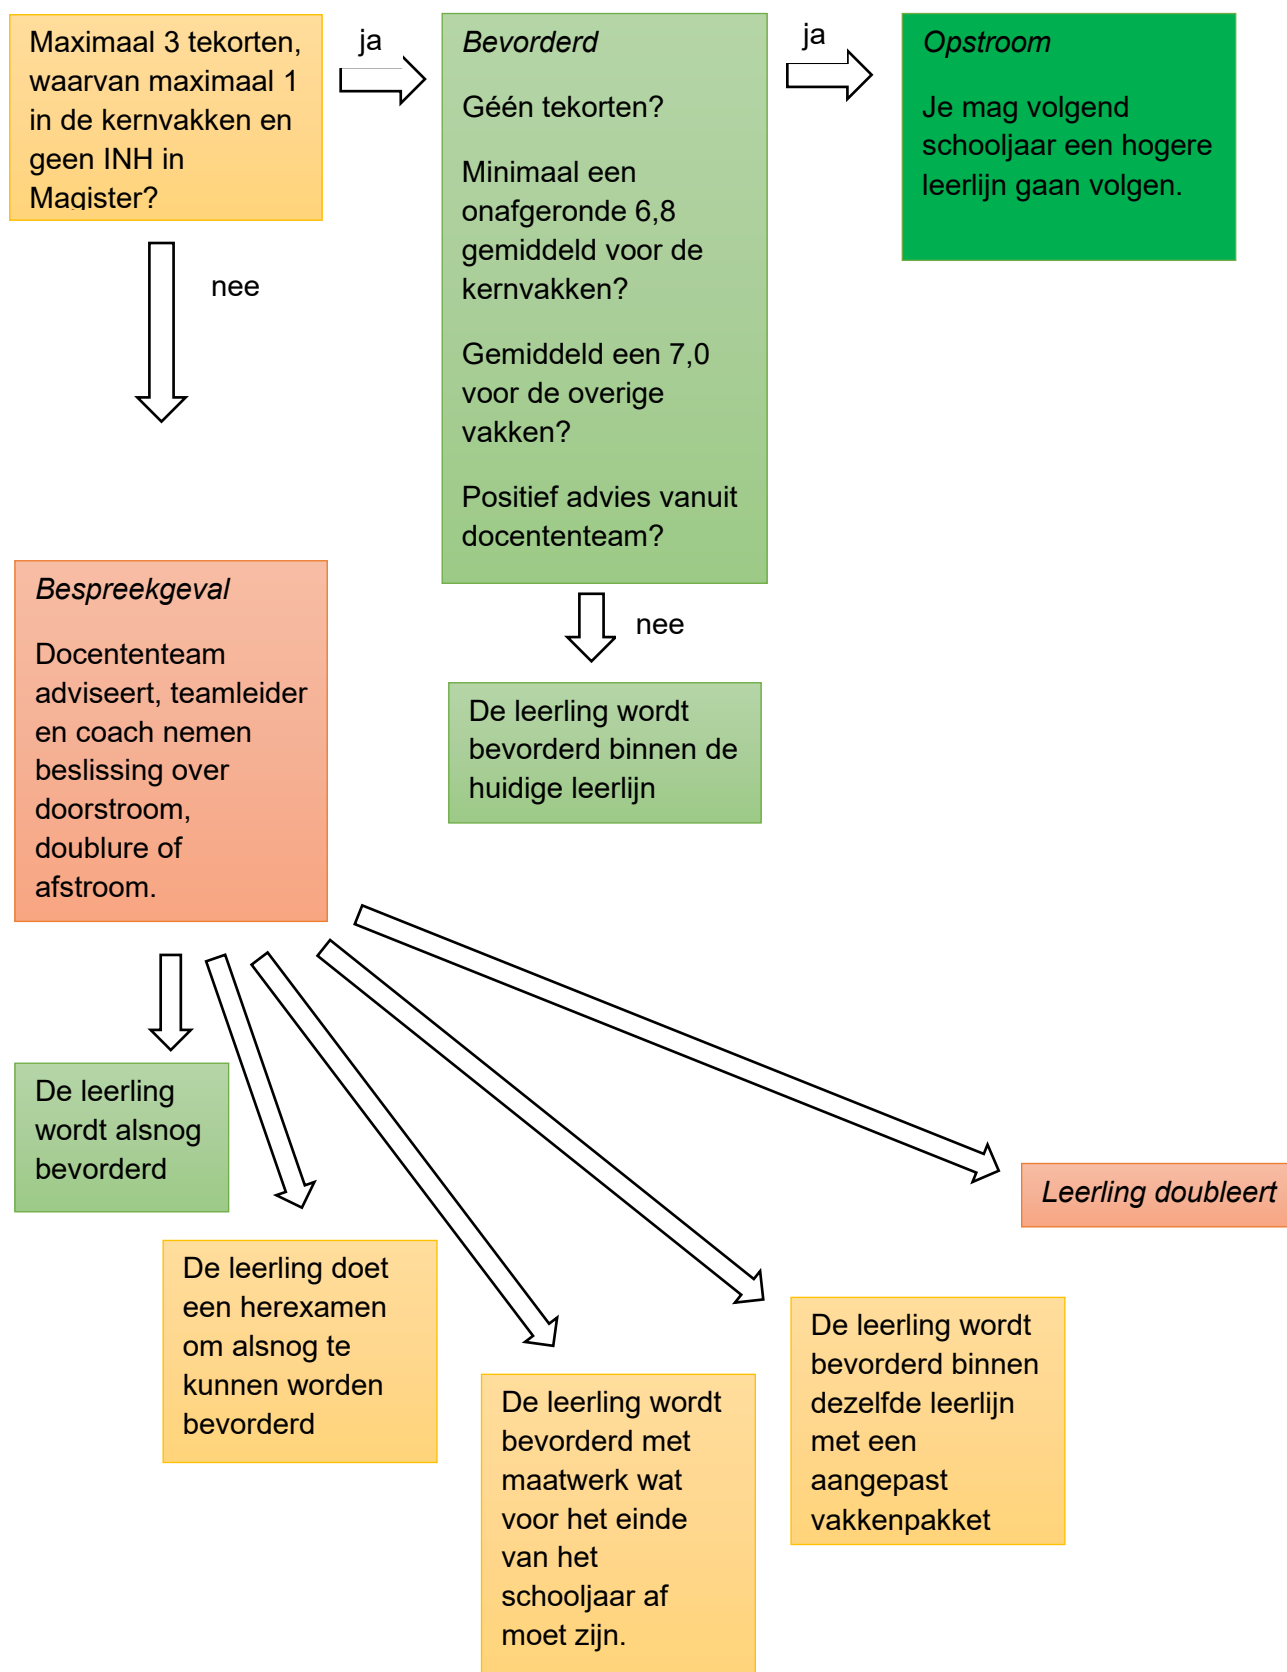 Maximaal 3 tekorten,
waarvan maximaal 1
in de kernvakken en
geen INH in
Magister?
ja
Bevorderd
Géén tekorten?
Minimaal een
onafgeronde 6,8
gemiddeld voor de
kernvakken?
Gemiddeld een 7,0
voor de overige
vakken?
Positief advies vanuit
docententeam?
ja
Opstroom
Je mag volgend
schooljaar een hogere
leerlijn gaan volgen.
nee
nee
De leerling wordt
bevorderd binnen de
huidige leerlijn
Bespreekgeval
Docententeam
adviseert, teamleider
en coach nemen
beslissing over
doorstroom,
doublure of
afstroom.
De leerling
wordt alsnog
bevorderd
De leerling doet
een herexamen
om alsnog te
kunnen worden
bevorderd
De leerling wordt
bevorderd met
maatwerk wat
voor het einde
van het
schooljaar af
moet zijn.
De leerling wordt
bevorderd binnen
dezelfde leerlijn
met een
aangepast
vakkenpakket
Leerling doubleert